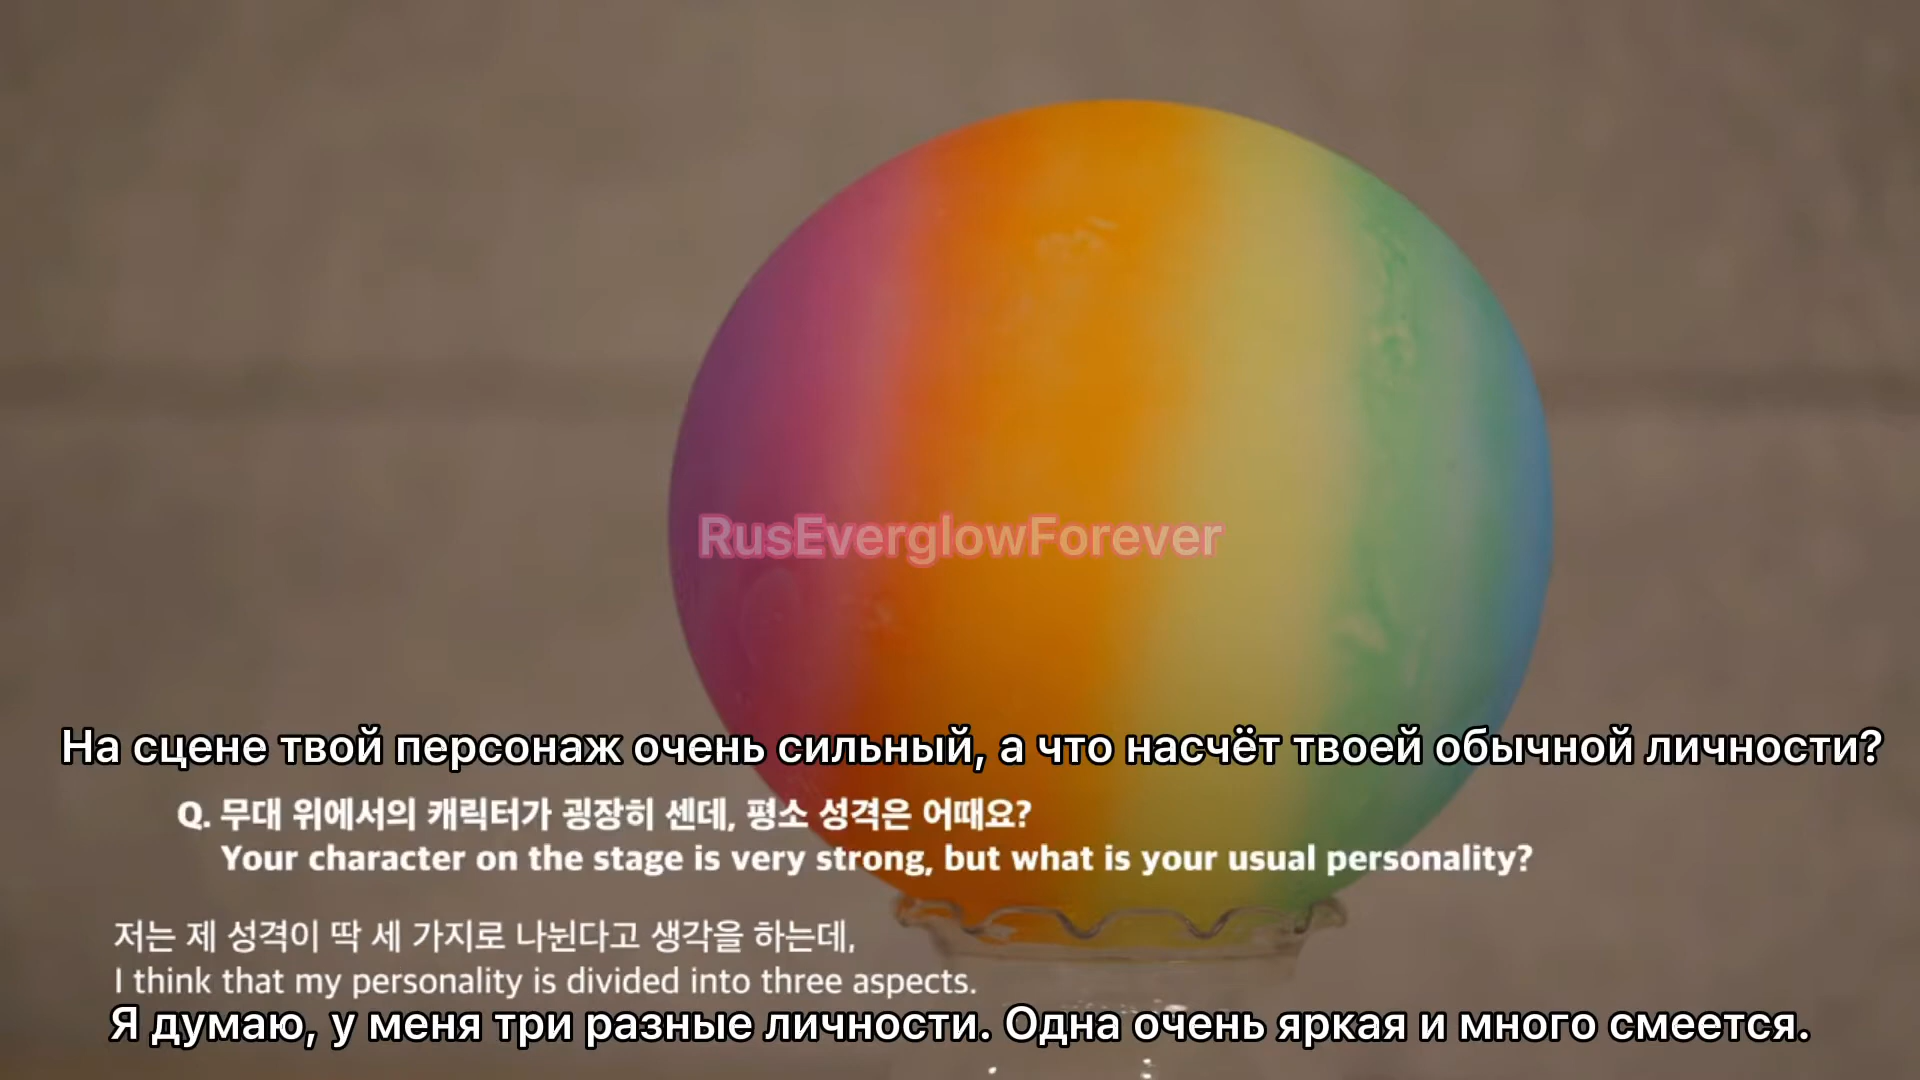 RusEverglowForever
На сцене твой персонаж очень сильный, а что насчёт твоей обычной личности?
Q. 무대 위에서의 캐릭터가 굉장히 센데, 평소 성격은 어때요?
Your character on the stage is very strong, but what is your usual personality?
저는 제 성격이 딱 세 가지로 나뉜다고 생각을 하는데,
I think that my personality is divided into three aspects.
Я думаю, у меня три разные личности. Одна очень яркая и много смеется.